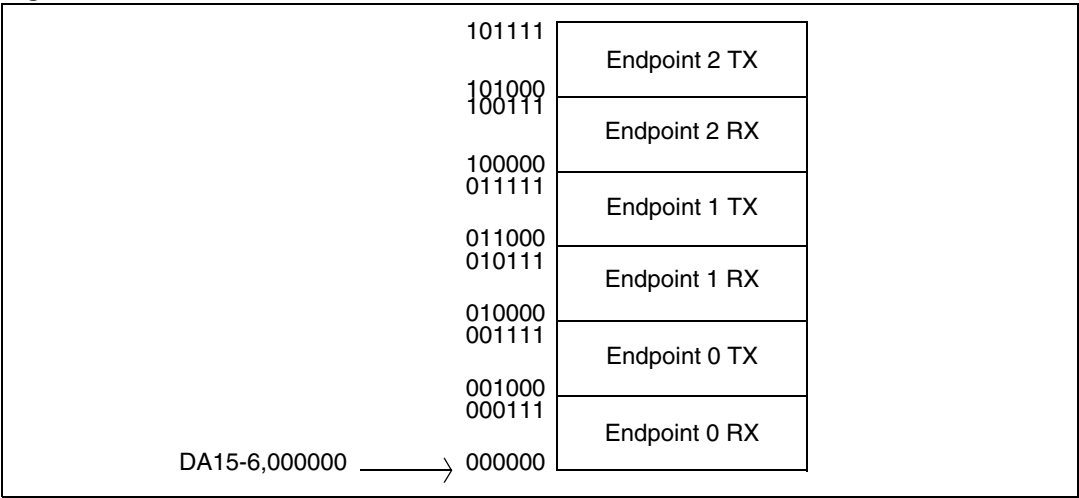 101111
Endpoint 2 TX
101000
100111
Endpoint 2 RX
100000
011111
Endpoint 1 TX
011000
010111
Endpoint 1 RX
010000
001111
Endpoint 0 TX
001000
000111
Endpoint 0 RX
DA15-6,000000 000000